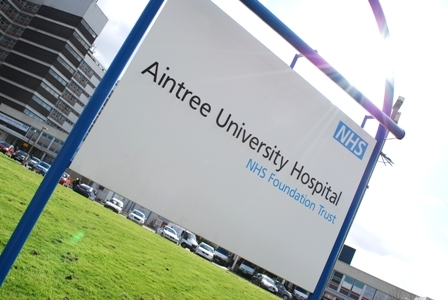 NHS
Aintree University Hospital
NHS Foundation Trust